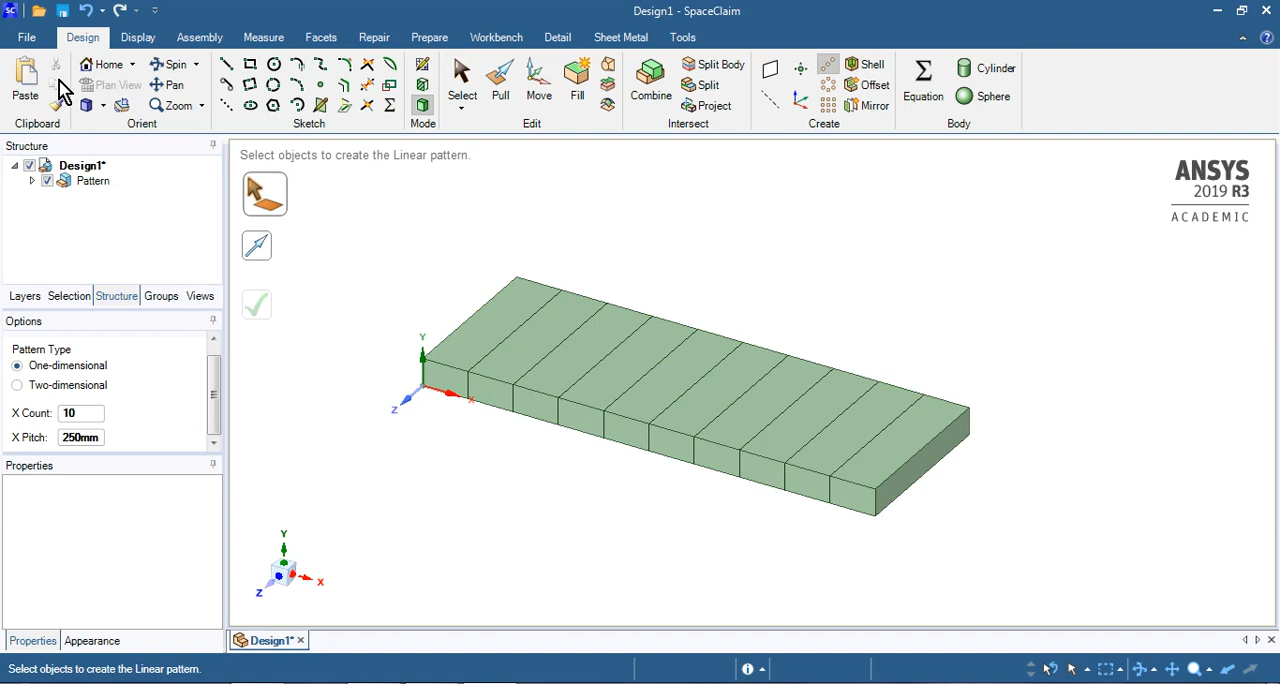 SC
Design1 - SpaceClaim
File Design Display Assembly Measure Facets Repair Prepare Workbench Detail Sheet Metal Tools
Home Spin Split Body Shell Cylinder
Plan View Pan Split Offset
Paste Select Pull Move Fill Combine Equation Sphere
Zoom Project Mirror
Clipboard Orient Sketch Mode Edit Intersect Create Body
Structure
Design1*
Pattern
Layers Selection Structure Groups Views
Options
Pattern Type
One-dimensional
Two-dimensional
X Count: 10
X Pitch: 250mm
Properties
Properties Appearance
Select objects to create the Linear pattern.
ANSYS
2019 R3
ACADEMIC
Y
Z X
Y
X
Z
Design1*
Select objects to create the Linear pattern.